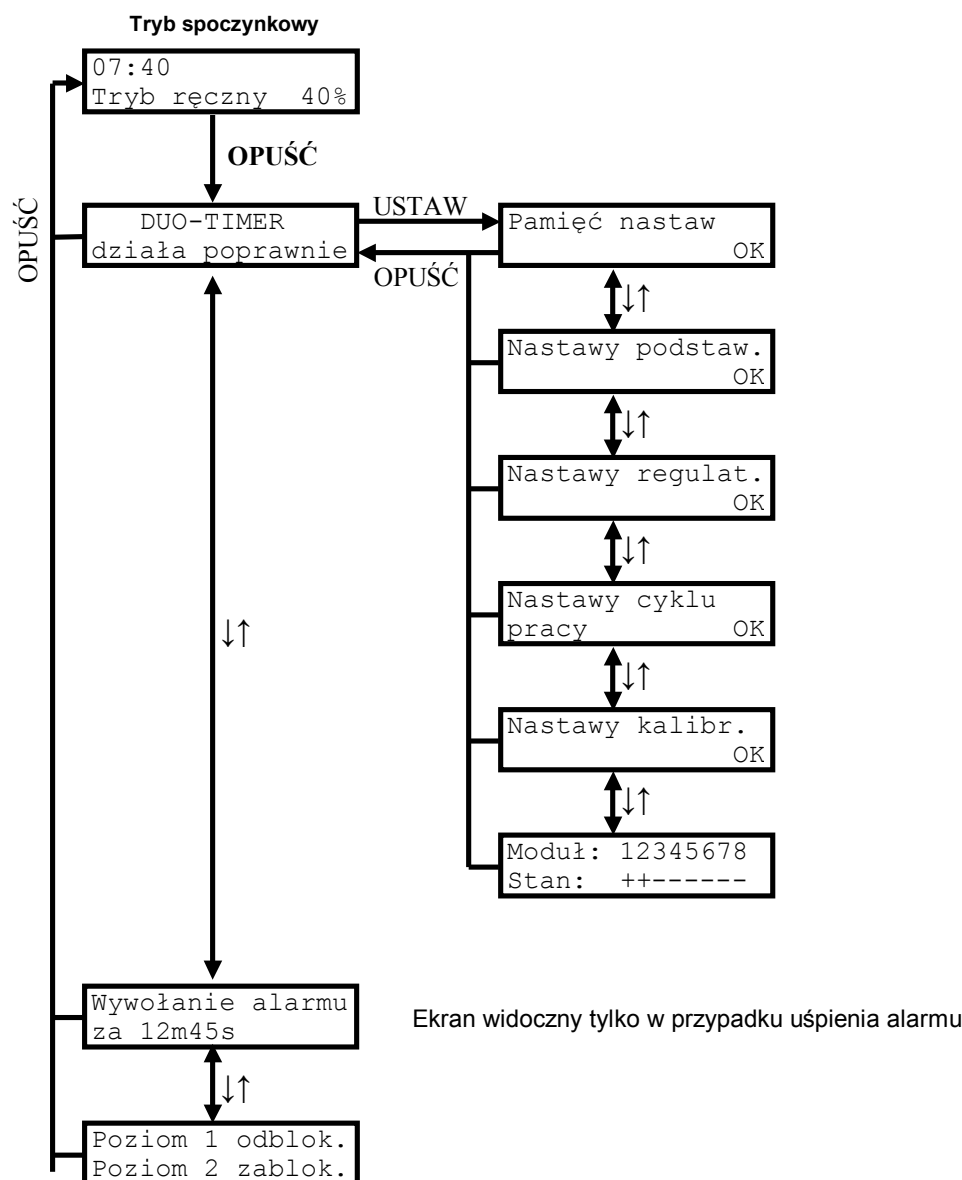 Tryb spoczynkowy
07:40
Tryb ręczny 40%
OPUŚĆ
OPUŚĆ
DUO-TIMER
działa poprawnie
USTAW
OPUŚĆ
Pamięć nastaw
OK
↓↑
Nastawy podstaw.
OK
↓↑
Nastawy regulat.
OK
↓↑
Nastawy cyklu
pracy OK
↓↑
↓↑
Nastawy kalibr.
OK
↓↑
Moduł: 12345678
Stan: ++------
Wywołanie alarmu
za 12m45s
Ekran widoczny tylko w przypadku uśpienia alarmu
↓↑
Poziom 1 odblok.
Poziom 2 zablok.